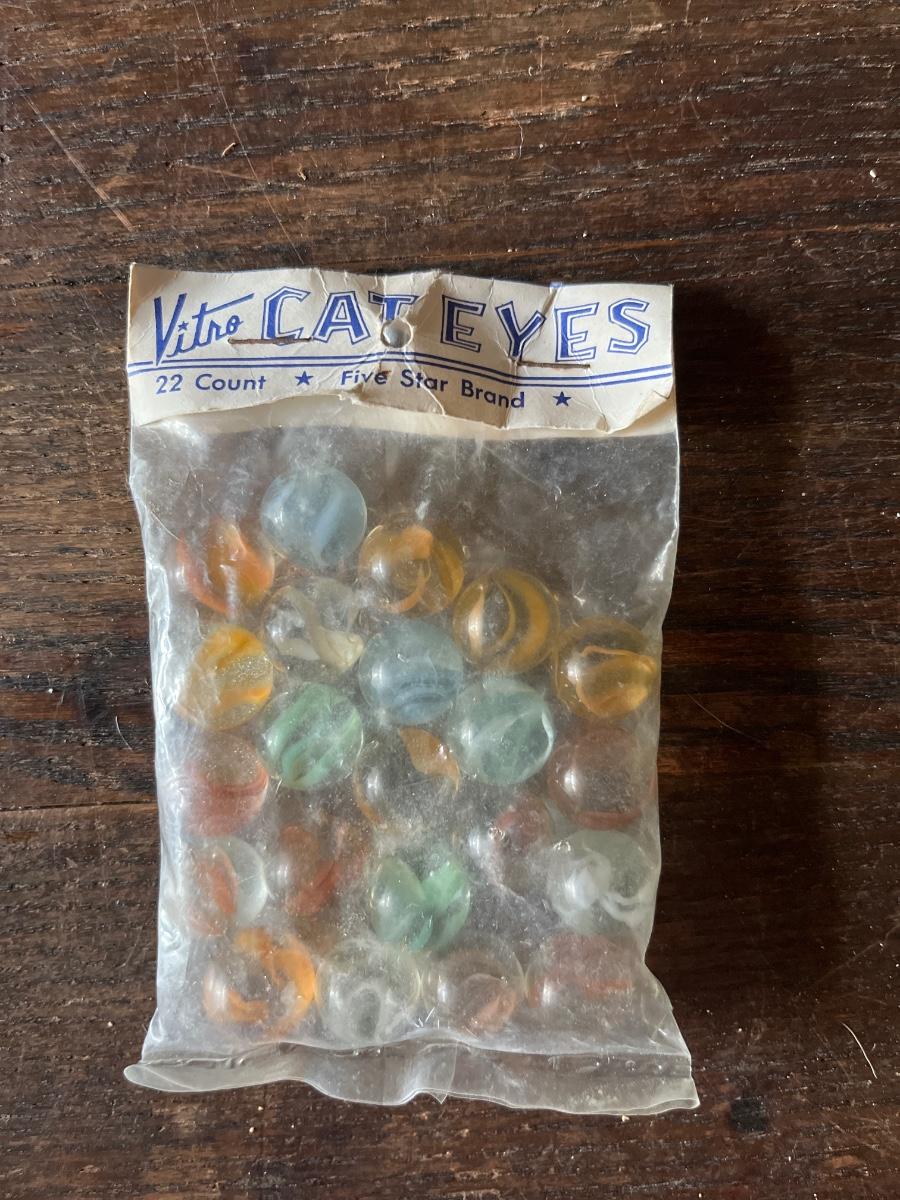 Vitro CAT EYES
22 Count ★ Five Star Brand ★